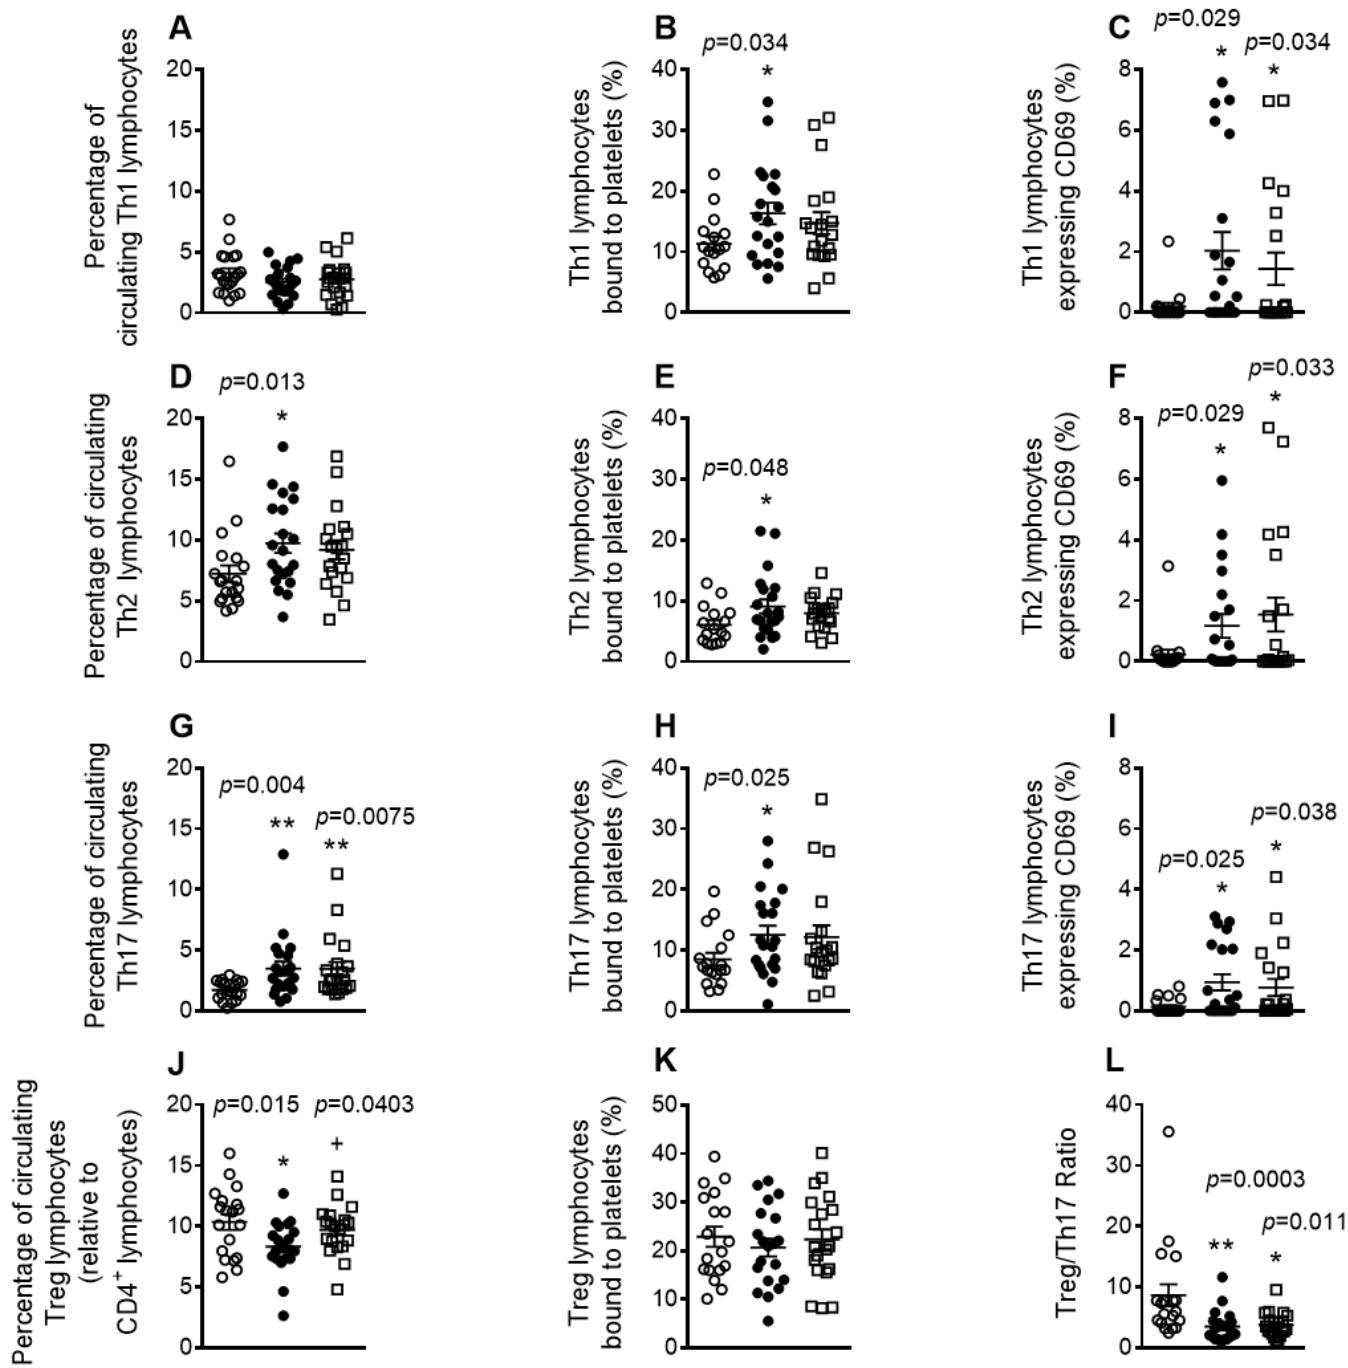 A
Percentage of
circulating Th1 lymphocytes
20
15
10
5
0
B
p=0.034
*
Th1 lymphocytes
bound to platelets (%)
40
30
20
10
0
C
p=0.029
*
p=0.034
*
Th1 lymphocytes
expressing CD69 (%)
8
6
4
2
0
D
p=0.013
*
Percentage of circulating
Th2 lymphocytes
20
15
10
5
0
E
p=0.048
*
Th2 lymphocytes
bound to platelets (%)
40
30
20
10
0
F
p=0.033
*
p=0.029
*
Th2 lymphocytes
expressing CD69 (%)
8
6
4
2
0
G
p=0.004
**
p=0.0075
**
Percentage of circulating
Th17 lymphocytes
20
15
10
5
0
H
p=0.025
*
Th17 lymphocytes
bound to platelets (%)
40
30
20
10
0
I
p=0.038
*
p=0.025
*
Th17 lymphocytes
expressing CD69 (%)
8
6
4
2
0
J
p=0.015
*
p=0.0403
+
Percentage of circulating
Treg lymphocytes
(relative to
CD4+ lymphocytes)
20
15
10
5
0
K
Treg lymphocytes
bound to platelets (%)
50
40
30
20
10
0
L
p=0.0003
**
p=0.011
*
Treg/Th17 Ratio
40
30
20
10
0